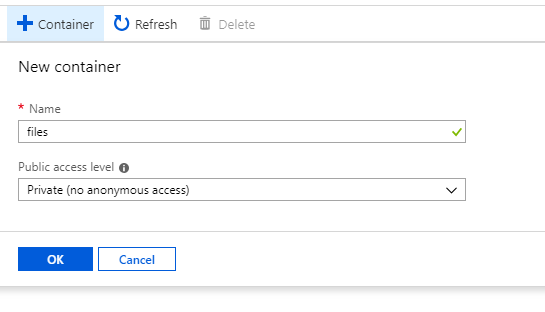 Container Refresh Delete
New container
* Name
files
Public access level
Private (no anonymous access)
OK Cancel